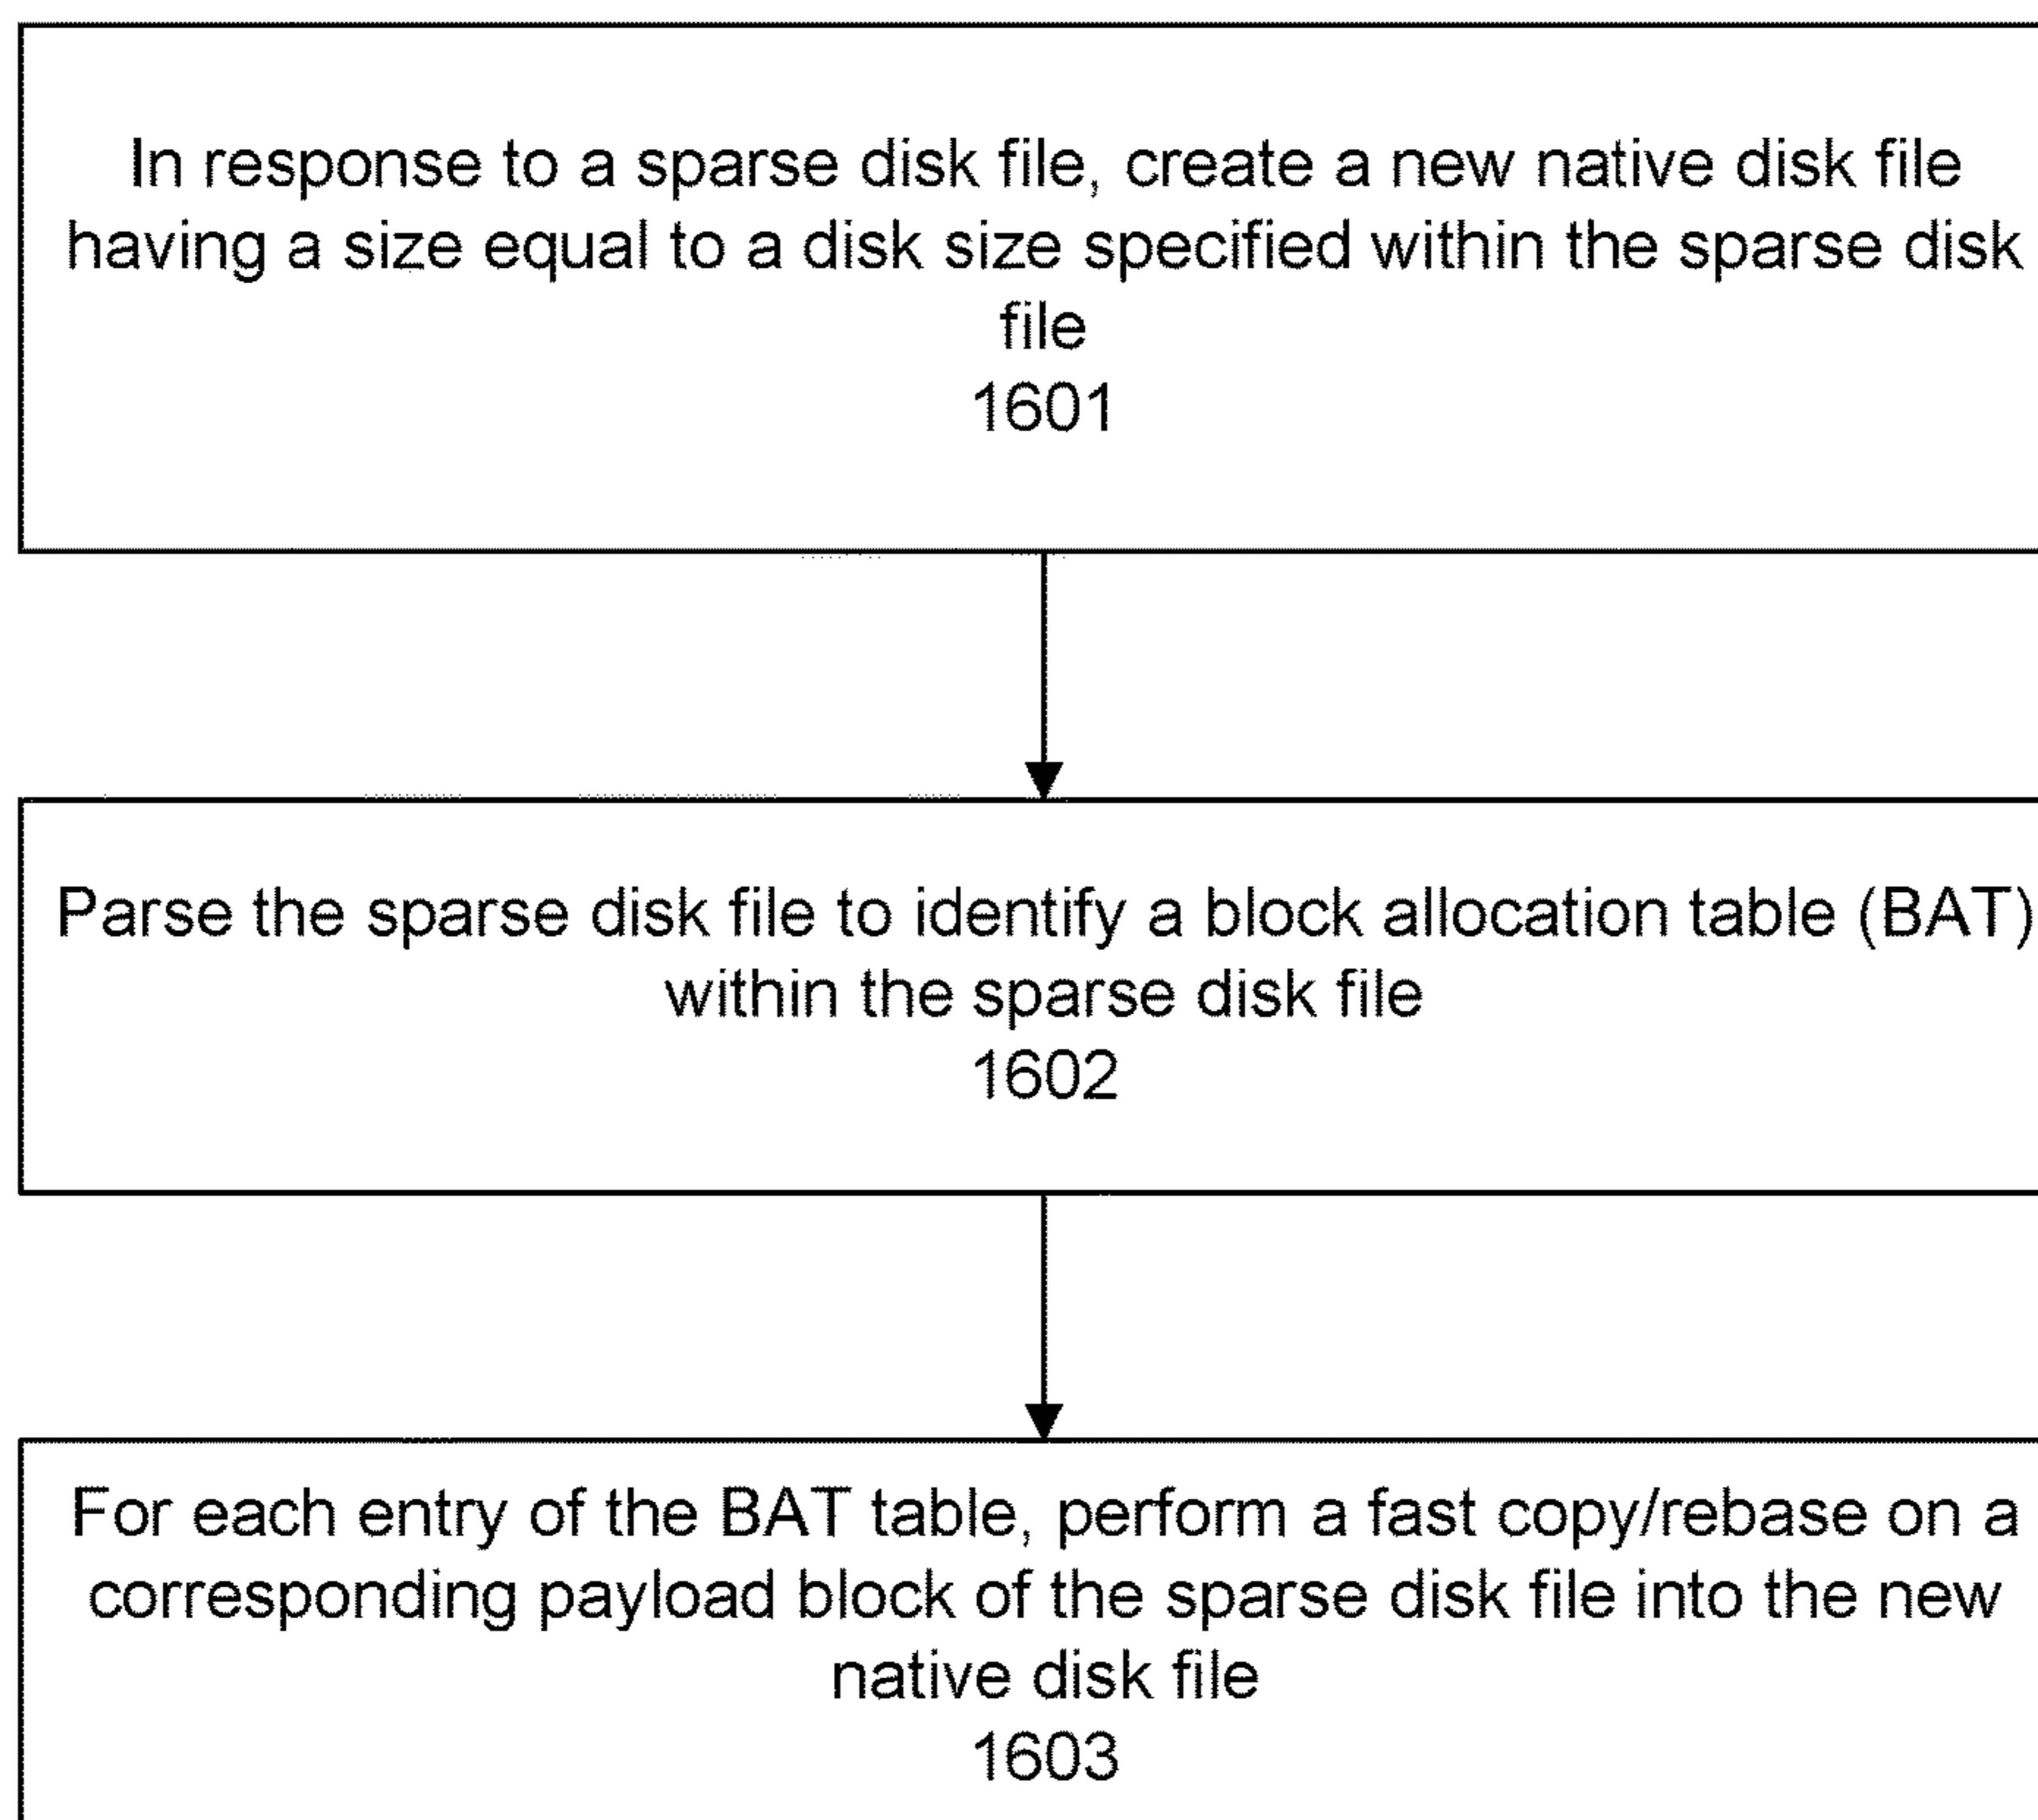 In response to a sparse disk file, create a new native disk file
having a size equal to a disk size specified within the sparse disk
file
1601
Parse the sparse disk file to identify a block allocation table (BAT)
within the sparse disk file
1602
For each entry of the BAT table, perform a fast copy/rebase on a
corresponding payload block of the sparse disk file into the new
native disk file
1603